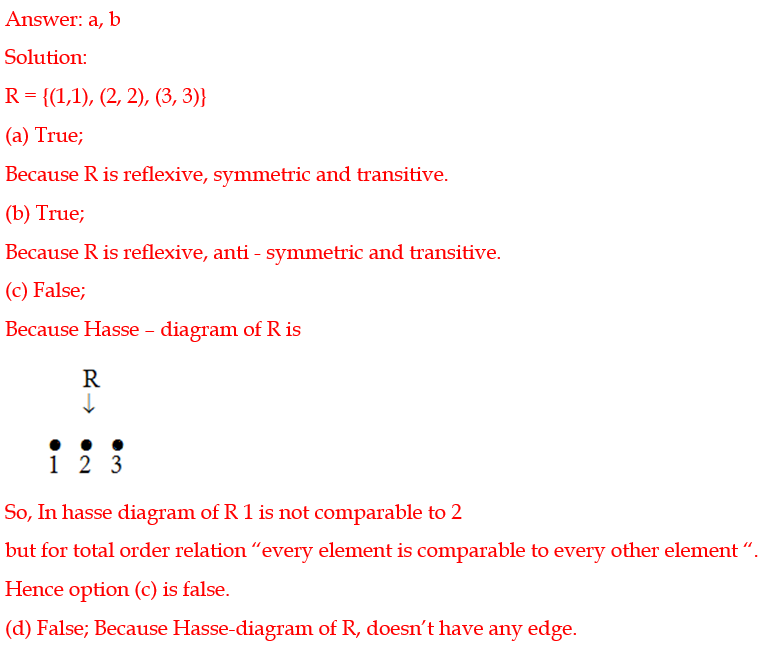 Answer: a, b
Solution:
R = {(1,1), (2, 2), (3, 3)}
(a) True;
Because R is reflexive, symmetric and transitive.
(b) True;
Because R is reflexive, anti - symmetric and transitive.
(c) False;
Because Hasse – diagram of R is
R
↓
1 2 3
So, In hasse diagram of R 1 is not comparable to 2
but for total order relation “every element is comparable to every other element “.
Hence option (c) is false.
(d) False; Because Hasse-diagram of R, doesn’t have any edge.